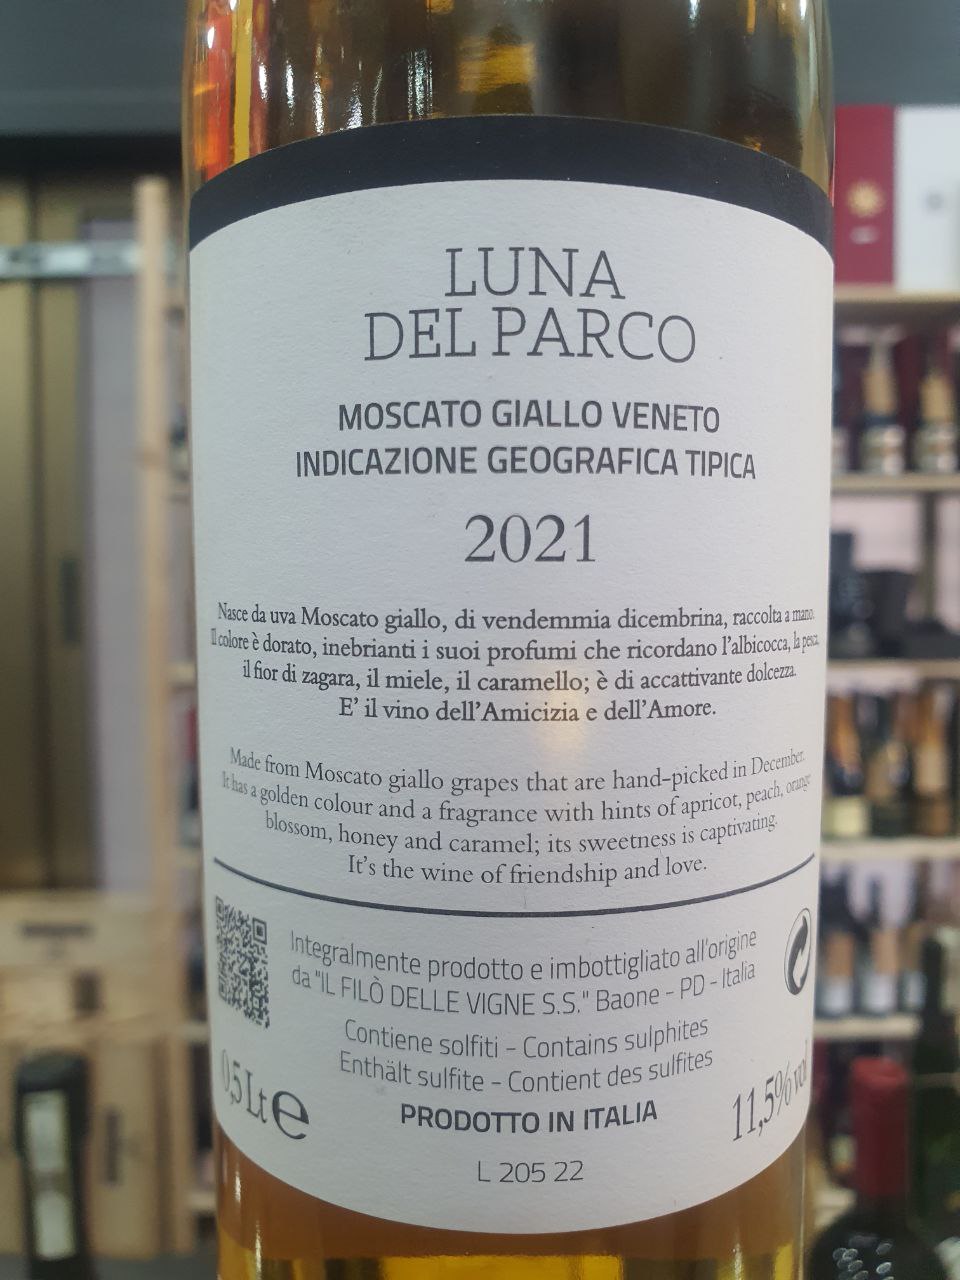 LUNA
DEL PARCO
MOSCATO GIALLO VENETO
INDICAZIONE GEOGRAFICA TIPICA
2021
Nasce da uva Moscato giallo, di vendemmia dicembrina, raccolta a mano.
Il colore è dorato, inebrianti i suoi profumi che ricordano l'albicocca, la pesca,
il fior di zagara, il miele, il caramello; è di accattivante dolcezza.
E' il vino dell'Amicizia e dell'Amore.
Made from Moscato giallo grapes that are hand-picked in December.
It has a golden colour and a fragrance with hints of apricot, peach, orange
blossom, honey and caramel; its sweetness is captivating.
It's the wine of friendship and love.
Integralmente prodotto e imbottigliato all'origine
da "IL FILÒ DELLE VIGNE S.S." Baone - PD - Italia
Contiene solfiti - Contains sulphites
Enthält sulfite - Contient des sulfites
0,5Lt e
PRODOTTO IN ITALIA
11,5% vol
L 205 22